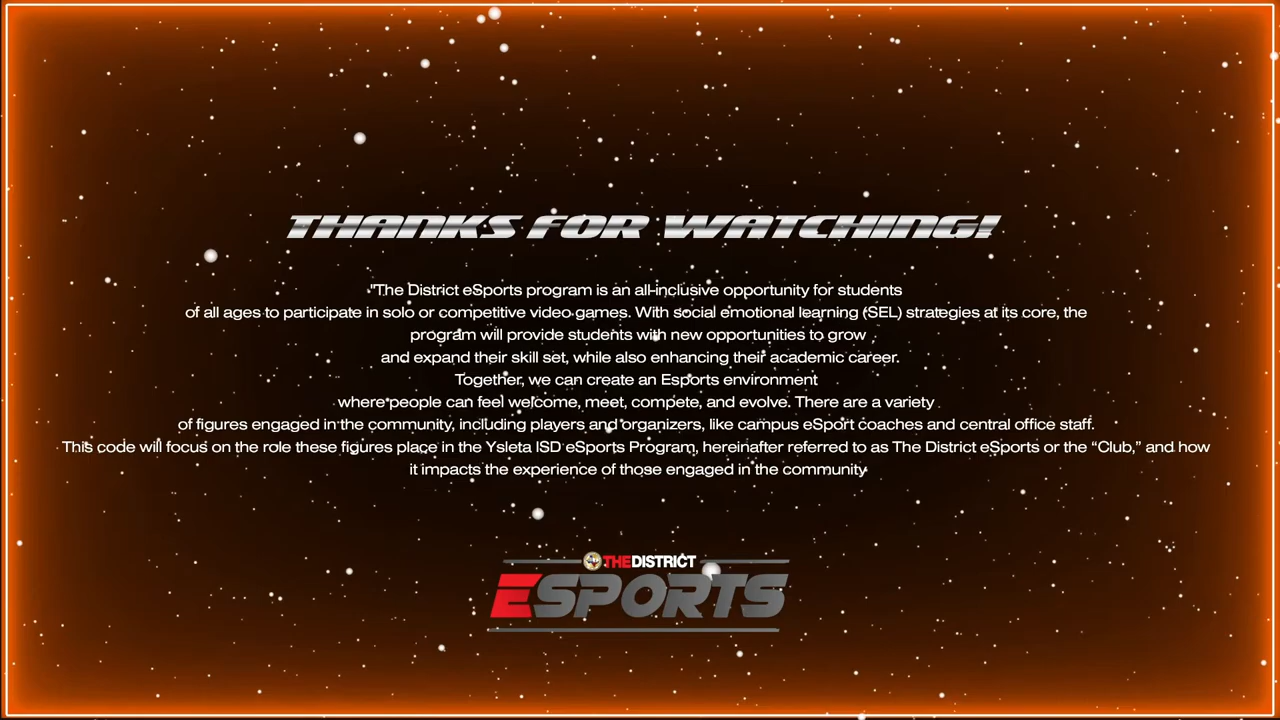 THANKS FOR WATCHING!
"The District eSports program is an all-inclusive opportunity for students
of all ages to participate in solo or competitive video games. With social emotional learning (SEL) strategies at its core, the
program will provide students with new opportunities to grow
and expand their skill set, while also enhancing their academic career.
Together, we can create an Esports environment
where people can feel welcome, meet, compete, and evolve. There are a variety
of figures engaged in the community, including players and organizers, like campus eSport coaches and central office staff.
This code will focus on the role these figures place in the Ysleta ISD eSports Program, hereinafter referred to as The District eSports or the “Club,” and how
it impacts the experience of those engaged in the community
THEDISTRICT
ESPORTS